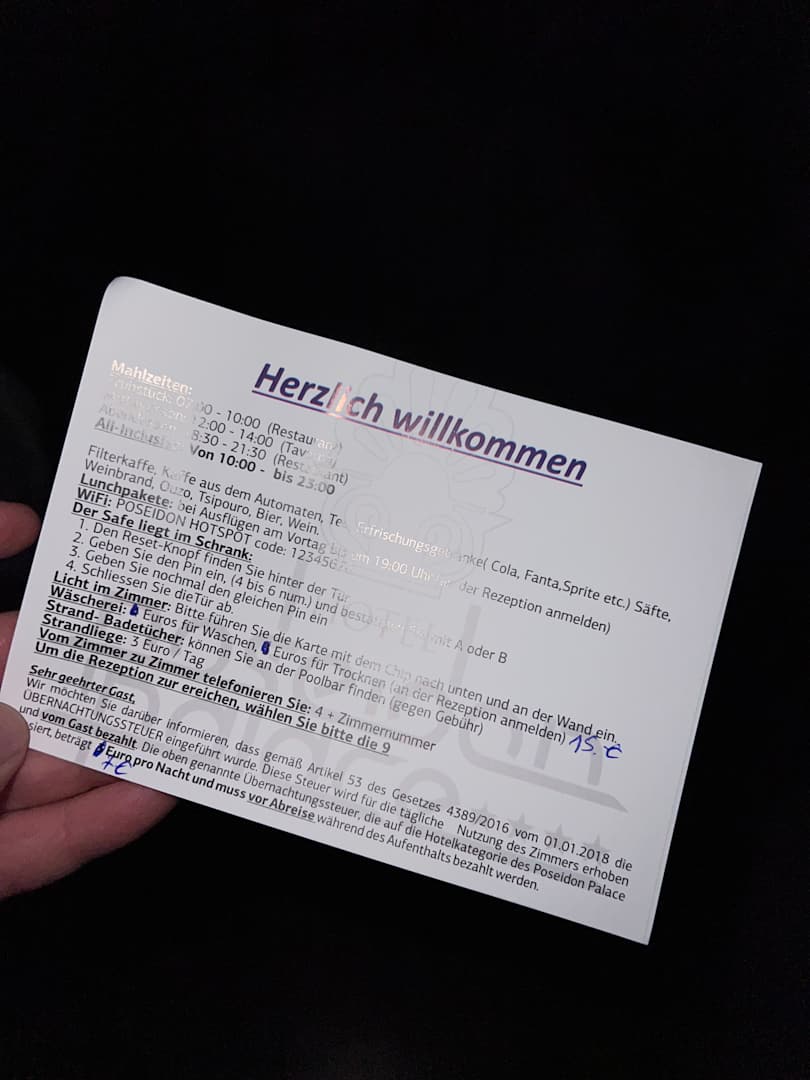 Herzlich willkommen
Mahlzeiten:
Frühstück: 07:00 - 10:00 (Restaurant)
12:00 - 14:00 (Taverna)
18:30 - 21:30 (Restaurant)
All-Inclusive Von 10:00 - bis 23:00
Filterkaffe, Kaffe aus dem Automaten, Erfrischungsgetränke( Cola, Fanta,Sprite etc.) Säfte,
Weinbrand, Ouzo, Tsipouro, Bier, Wein.
Lunchpakete: bei Ausflügen am Vortag bis um 19:00 Uhr der Rezeption anmelden)
WiFi: POSEIDON HOTSPOT code: 1234567
Der Safe liegt im Schrank:
1. Den Reset-Knopf finden Sie hinter der Tür
2. Geben Sie den Pin ein, (4 bis 6 num.) und mit A oder B
3. Geben Sie nochmal den gleichen Pin ein
4. Schliessen Sie dieTür ab.
Licht im Zimmer: Bitte führen Sie die Karte mit dem Chip nach unten und an der Wand ein.
Wäscherei: Euros für Waschen, Euros für Trocknen (an der Rezeption anmelden) 15 €
Strand- Badetücher: können Sie an der Poolbar finden (gegen Gebühr)
Strandliege: 3 Euro / Tag
Vom Zimmer zu Zimmer telefonieren Sie: 4 + Zimmernummer
Um die Rezeption zur ereichen, wählen Sie bitte die 9
Sehr geehrter Gast,
Wir möchten Sie darüber informieren, dass gemäß Artikel 53 des Gesetzes 4389/2016 vom 01.01.2018 die
ÜBERNACHTUNGSSTEUER eingeführt wurde. Diese Steuer wird für die tägliche Nutzung des Zimmers erhoben
und vom Gast bezahlt. Die oben genannte Übernachtungssteuer, die auf die Hotelkategorie des Poseidon Palace
siert, beträgt Euro pro Nacht und muss vor Abreise während des Aufenthalts bezahlt werden.
7€